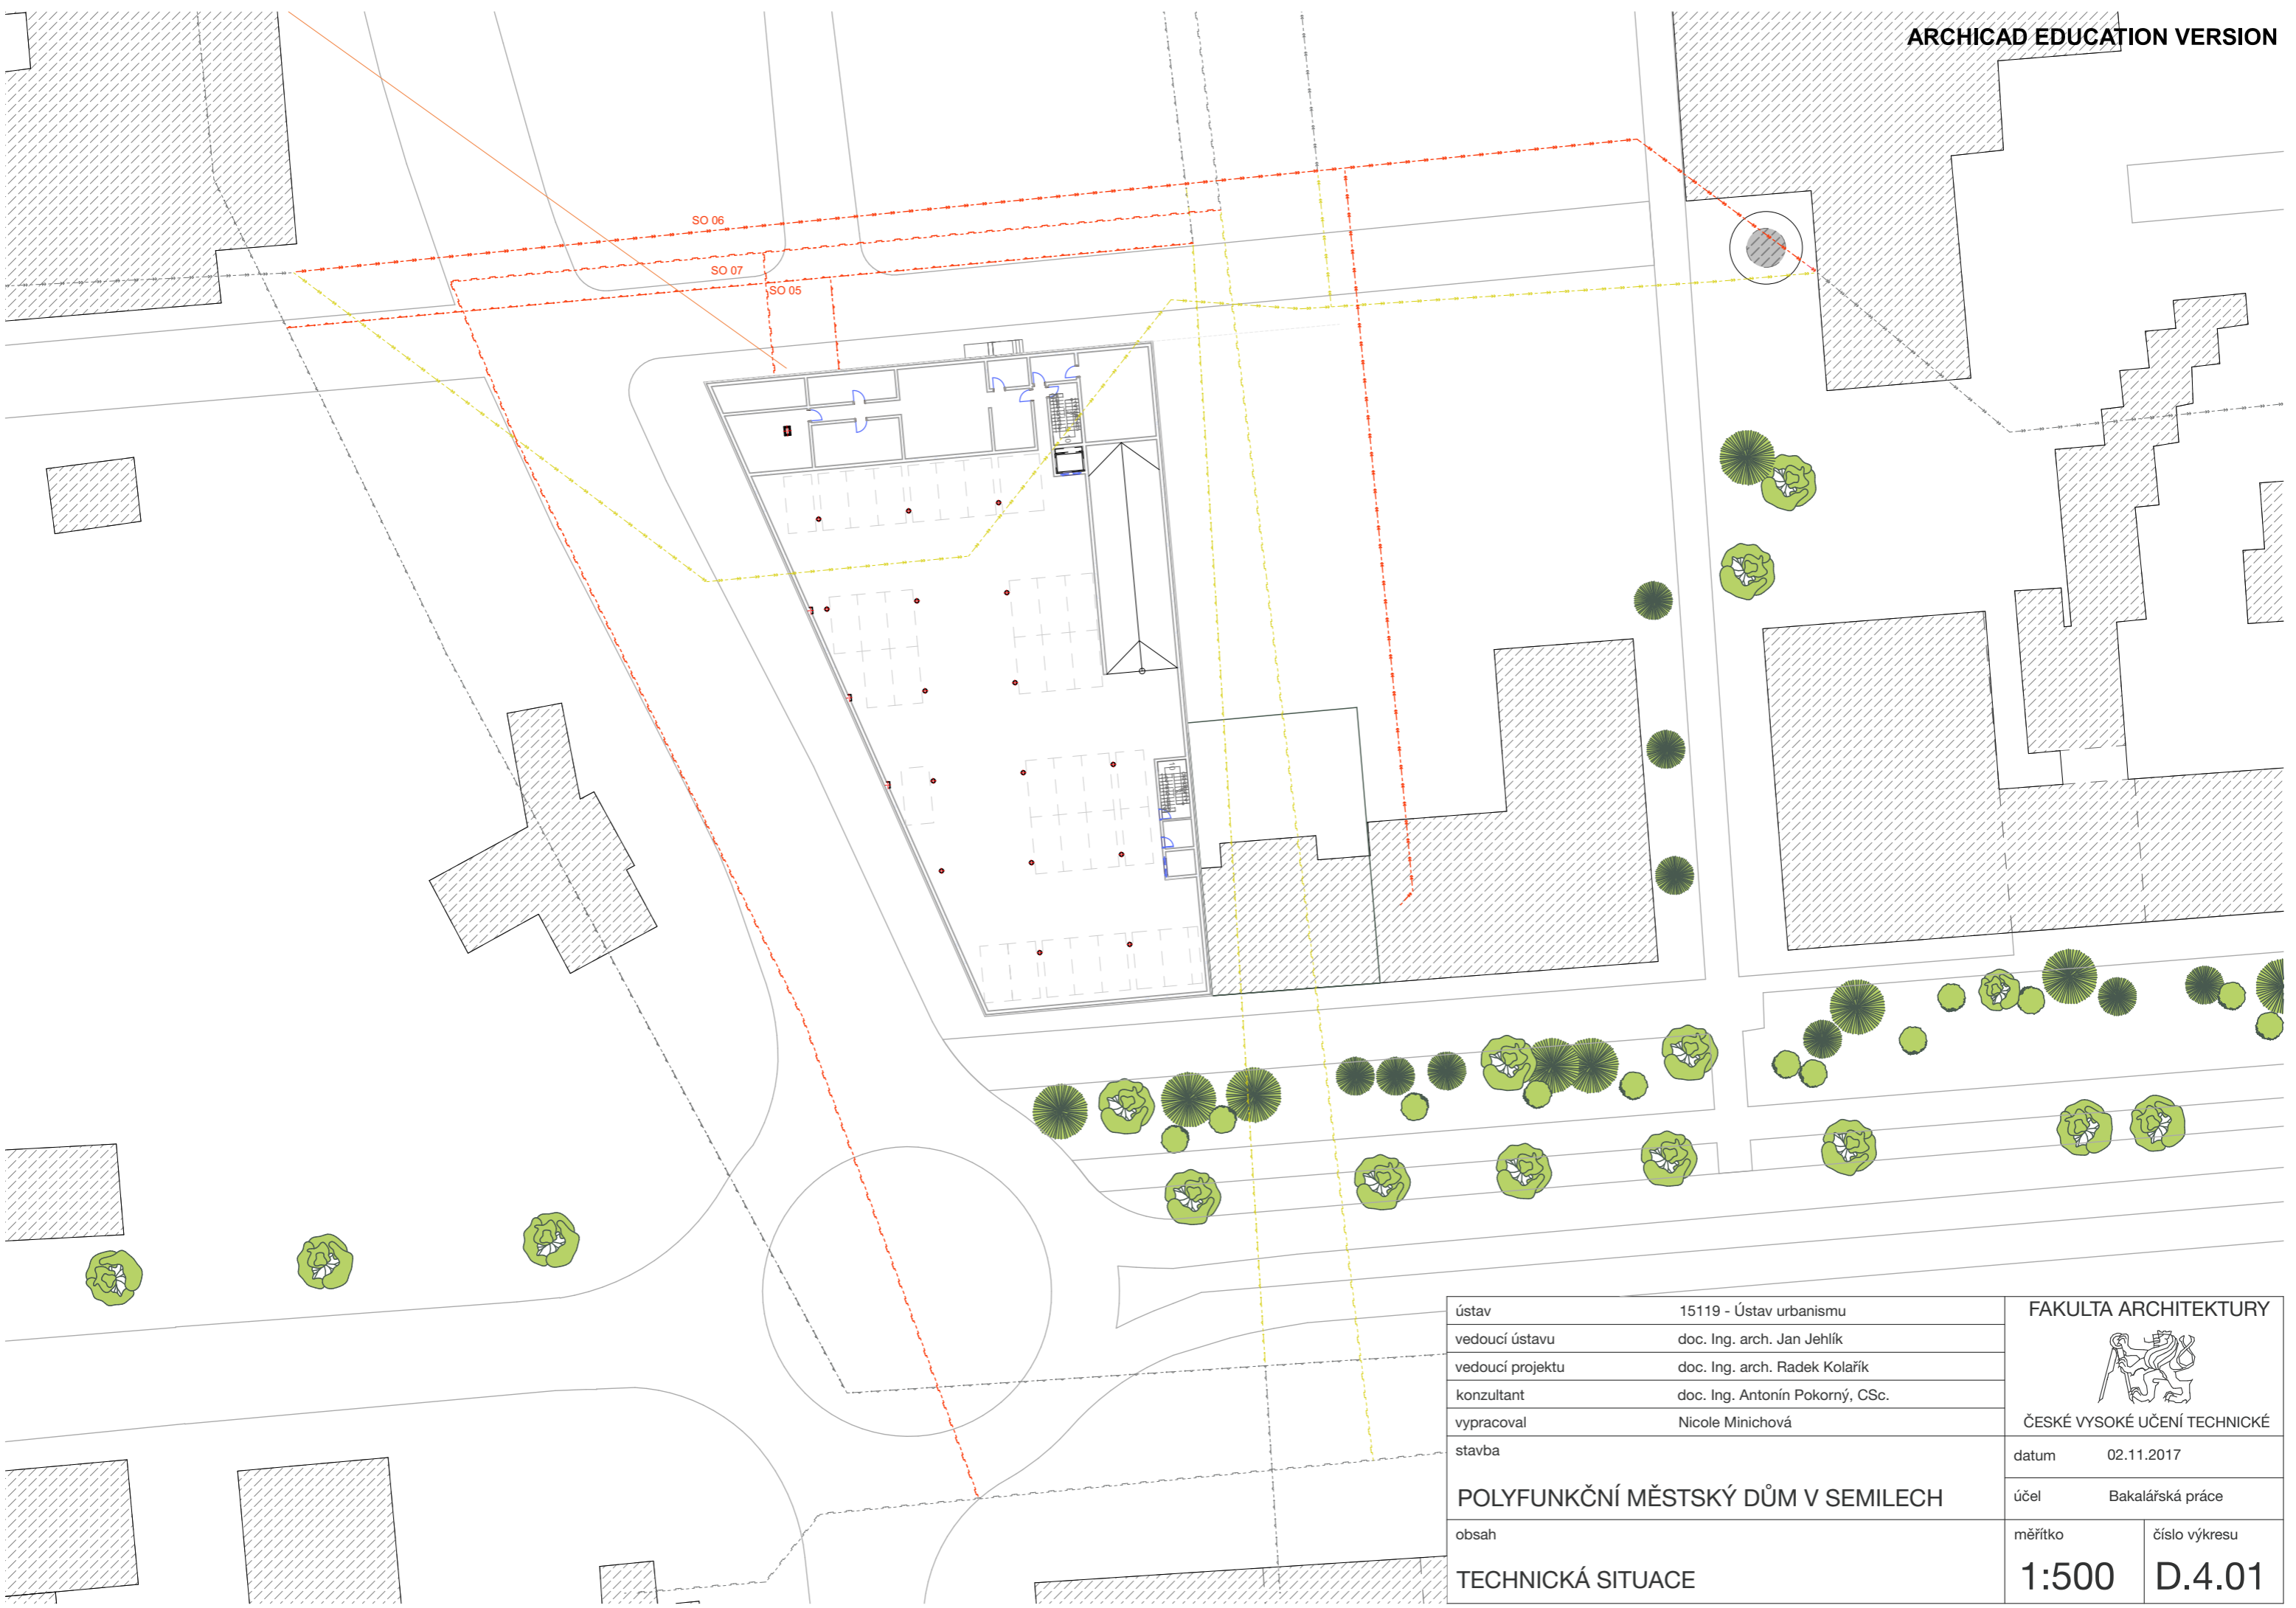 ARCHICAD EDUCATION VERSION
SO 06
SO 07
SO 05
ústav 15119 - Ústav urbanismu
vedoucí ústavu doc. Ing. arch. Jan Jehlík
vedoucí projektu doc. Ing. arch. Radek Kolařík
konzultant doc. Ing. Antonín Pokorný, CSc.
vypracoval Nicole Minichová
stavba
POLYFUNKČNÍ MĚSTSKÝ DŮM V SEMILECH
obsah
TECHNICKÁ SITUACE
FAKULTA ARCHITEKTURY
ČESKÉ VYSOKÉ UČENÍ TECHNICKÉ
datum 02.11.2017
účel Bakalářská práce
měřítko číslo výkresu
1:500 D.4.01